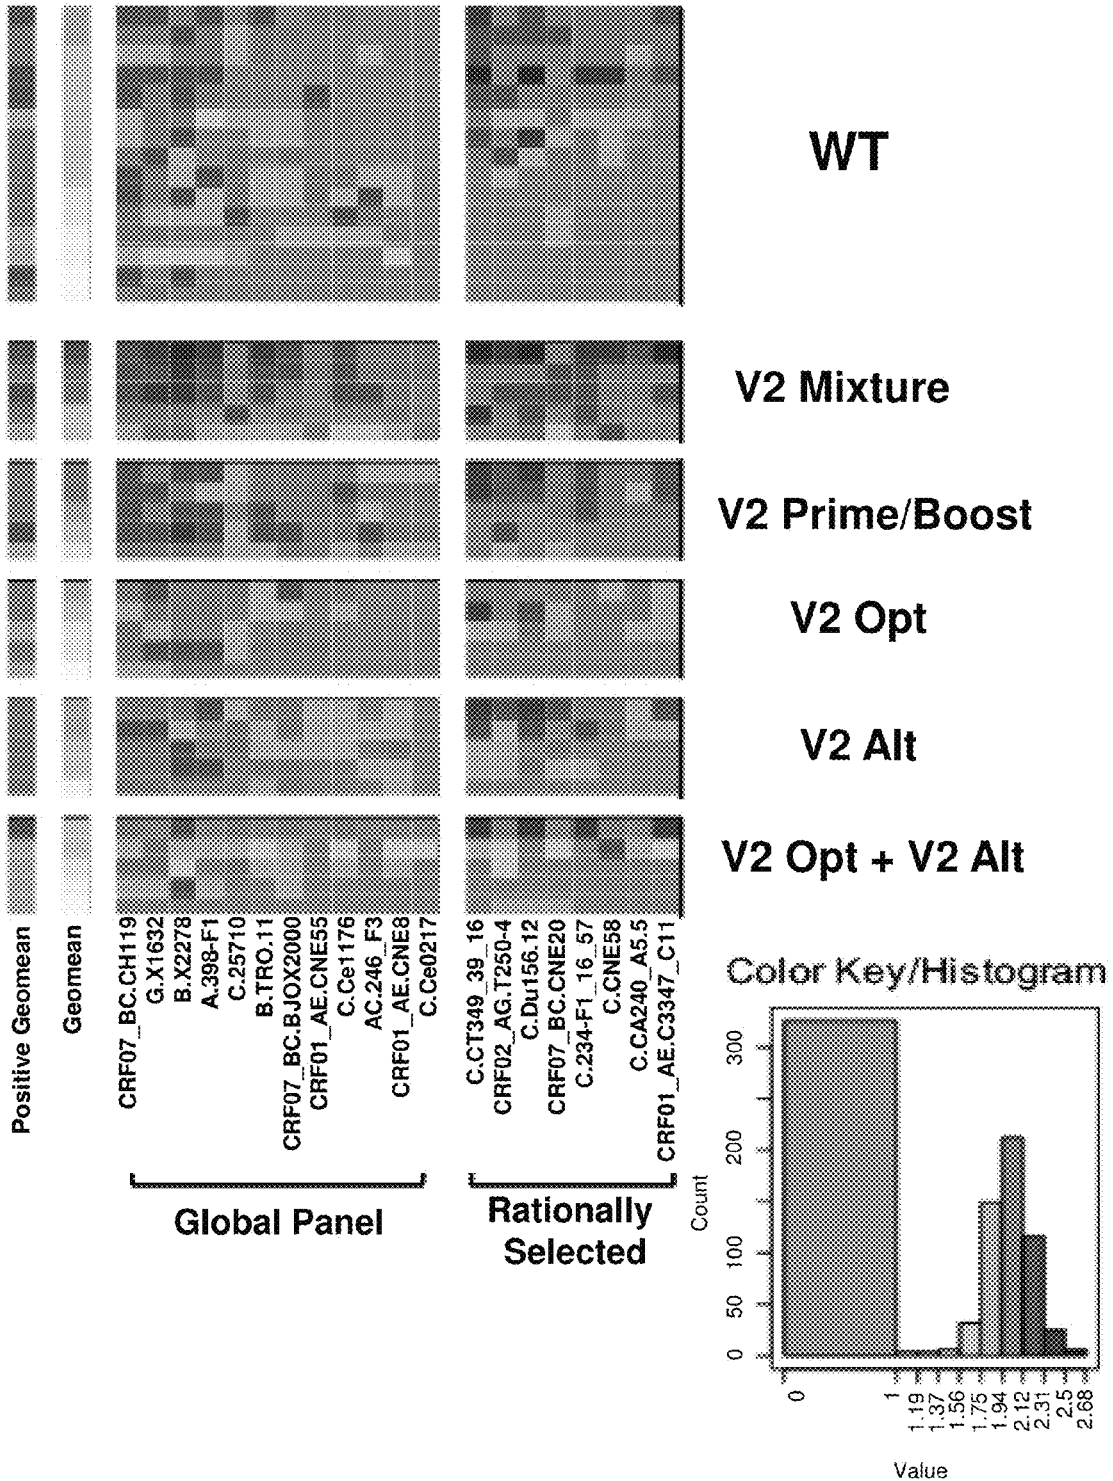 WT
V2 Mixture
V2 Prime/Boost
V2 Opt
V2 Alt
V2 Opt + V2 Alt
Positive Geomean
Geomean
CRF07_BC.CH119
G.X1632
B.X2278
A.398-F1
C.25710
B.TRO.11
CRF07_BC.BJOX2000
CRF01_AE.CNE55
C.Ce1176
AC.246_F3
CRF01_AE.CNE8
C.Ce0217
C.CT349_39_16
CRF02_AG.T250-4
C.Du156.12
CRF07_BC.CNE20
C.234-F1_16_57
C.CNE58
C.CA240_A5.5
CRF01_AE.C3347_C11
Global Panel
Rationally
Selected
Color Key/Histogram
Count
300
200
100
50
0
0
1
1.19
1.37
1.56
1.75
1.94
2.12
2.31
2.5
2.68
Value